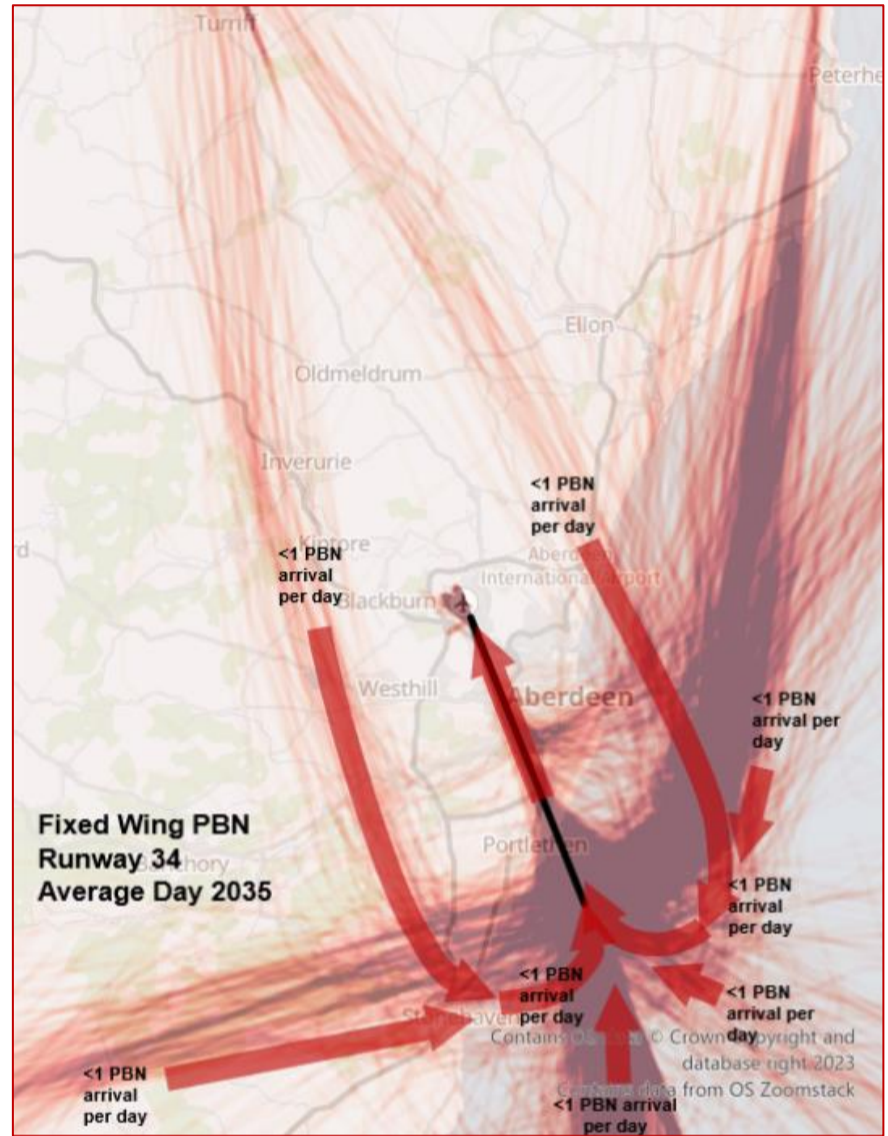 Turriff
Peterhe
Ellon
Oldmeldrum
Inverurie
<1 PBN
arrival
per day
Kintore
<1 PBN
arrival
per day
Aberdeen
International Airport
Blackburn
Westhill
Aberdeen
<1 PBN
arrival per
day
Fixed Wing PBN
Runway 34
Average Day 2035
Portlethen
Banchory
<1 PBN
arrival
per day
<1 PBN
arrival
per day
<1 PBN
arrival per
day
Stonehaven
Contains OS data © Crown copyright and
database right 2023
Contains data from OS Zoomstack
<1 PBN
arrival
per day
<1 PBN arrival
per day